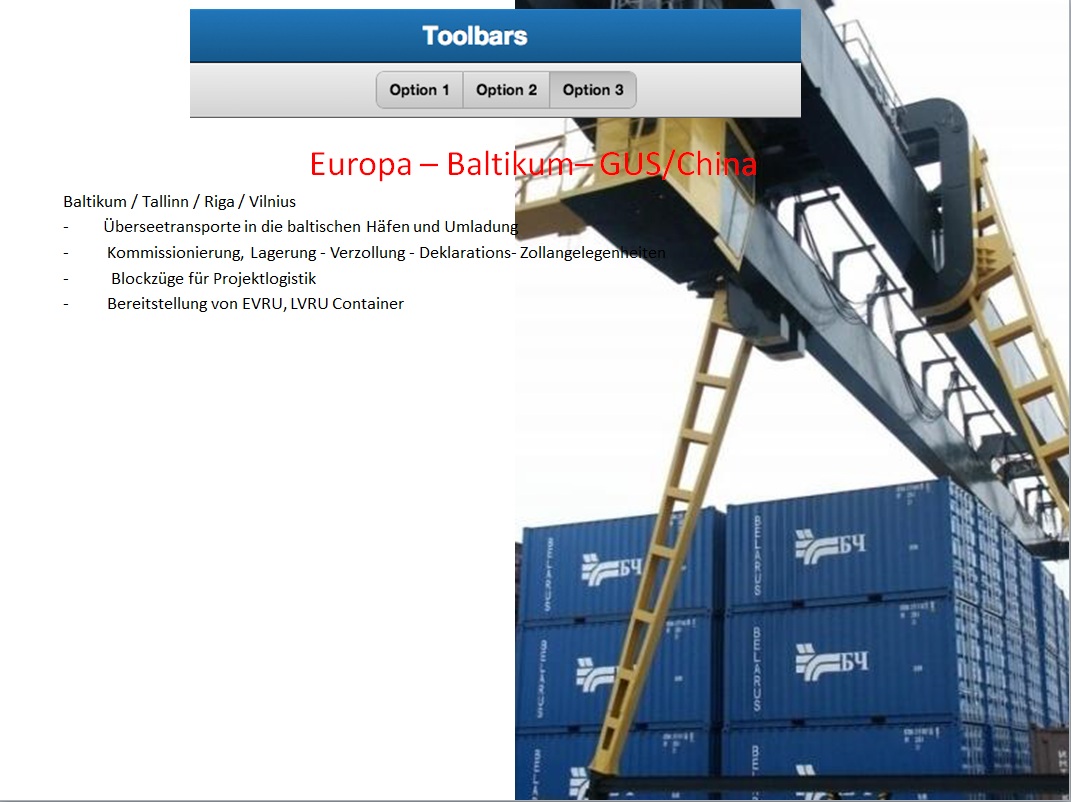 Toolbars
Option 1 Option 2 Option 3
Europa – Baltikum– GUS/China
Baltikum / Tallinn / Riga / Vilnius
- Überseetransporte in die baltischen Häfen und Umladung
- Kommissionierung, Lagerung - Verzollung - Deklarations- Zollangelegenheiten
- Blockzüge für Projektlogistik
- Bereitstellung von EVRU, LVRU Container
BELARUS БЧ
BELARUS БЧ
BELARUS БЧ
BELARUS БЧ